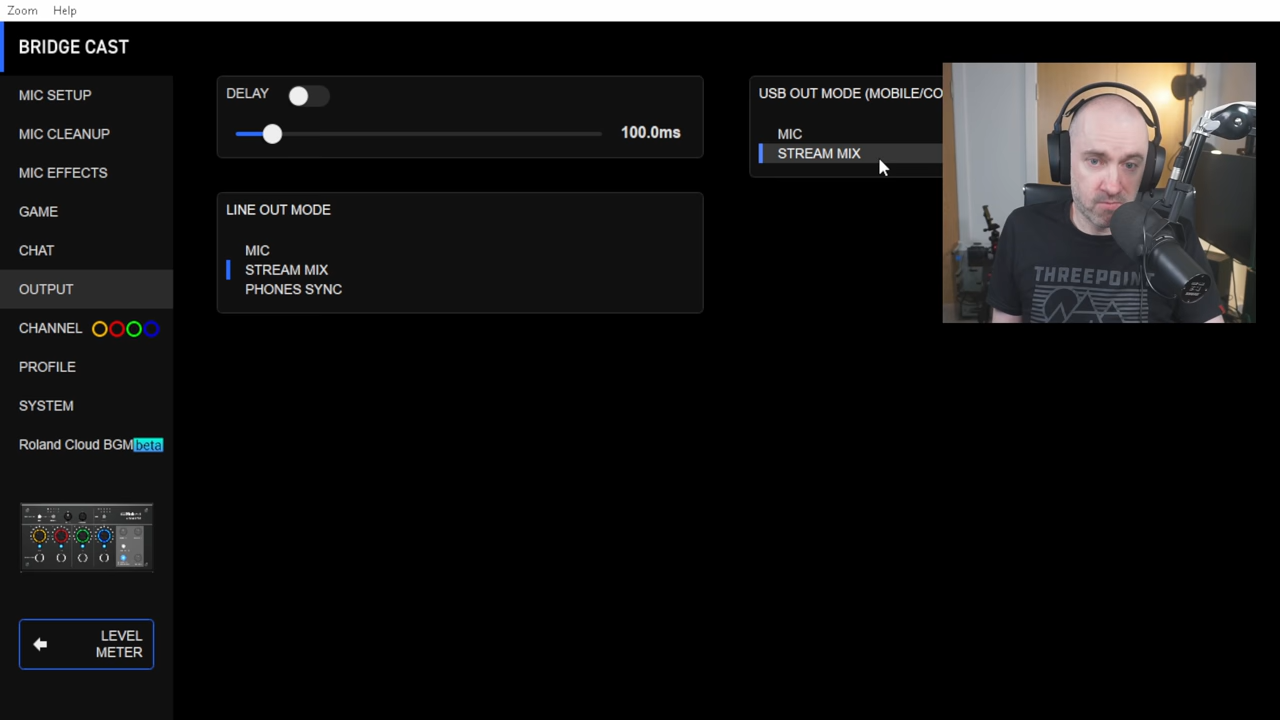 Zoom Help
BRIDGE CAST
MIC SETUP
MIC CLEANUP
MIC EFFECTS
GAME
CHAT
OUTPUT
CHANNEL
PROFILE
SYSTEM
Roland Cloud BGM beta
LEVEL
METER
DELAY
100.0ms
LINE OUT MODE
MIC
STREAM MIX
PHONES SYNC
USB OUT MODE (MOBILE/CO
MIC
STREAM MIX
THREEPOINT